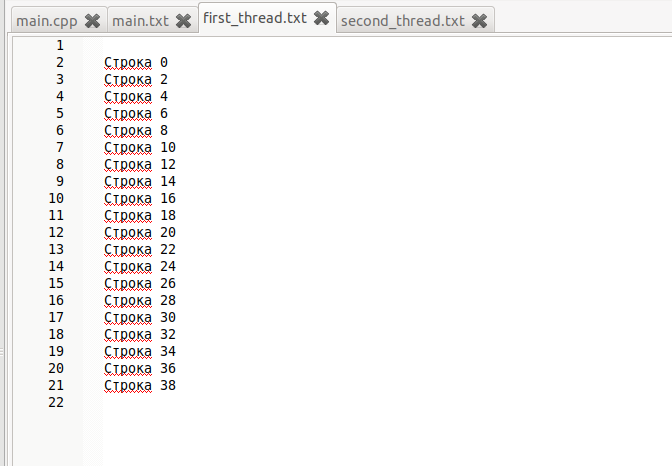 main.cpp main.txt first_thread.txt second_thread.txt
1
2 Строка 0
3 Строка 2
4 Строка 4
5 Строка 6
6 Строка 8
7 Строка 10
8 Строка 12
9 Строка 14
10 Строка 16
11 Строка 18
12 Строка 20
13 Строка 22
14 Строка 24
15 Строка 26
16 Строка 28
17 Строка 30
18 Строка 32
19 Строка 34
20 Строка 36
21 Строка 38
22